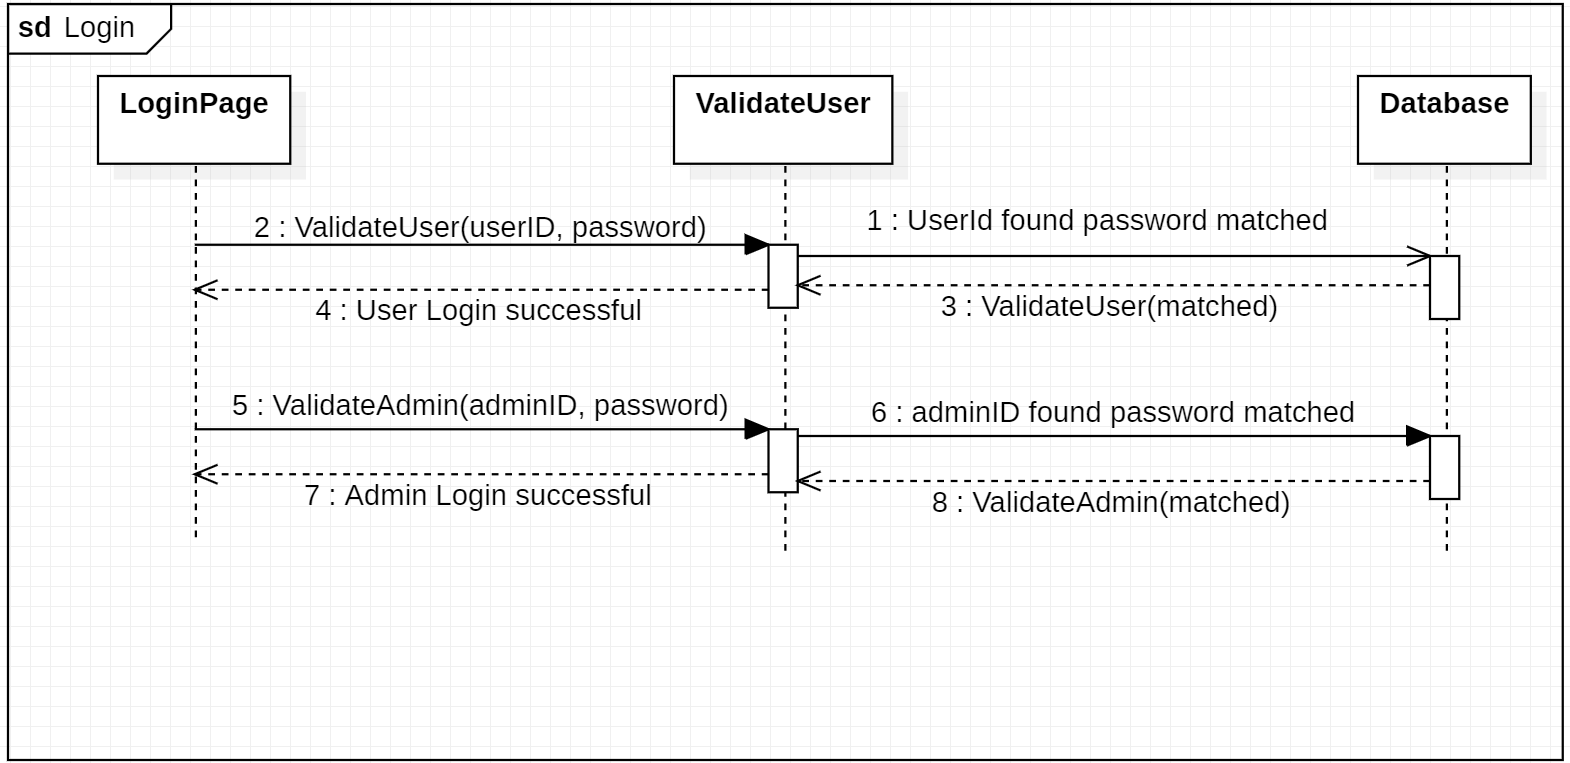 sd Login
LoginPage
ValidateUser
Database
2 : ValidateUser(userID, password)
1 : UserId found password matched
4 : User Login successful
3 : ValidateUser(matched)
5 : ValidateAdmin(adminID, password)
6 : adminID found password matched
7 : Admin Login successful
8 : ValidateAdmin(matched)